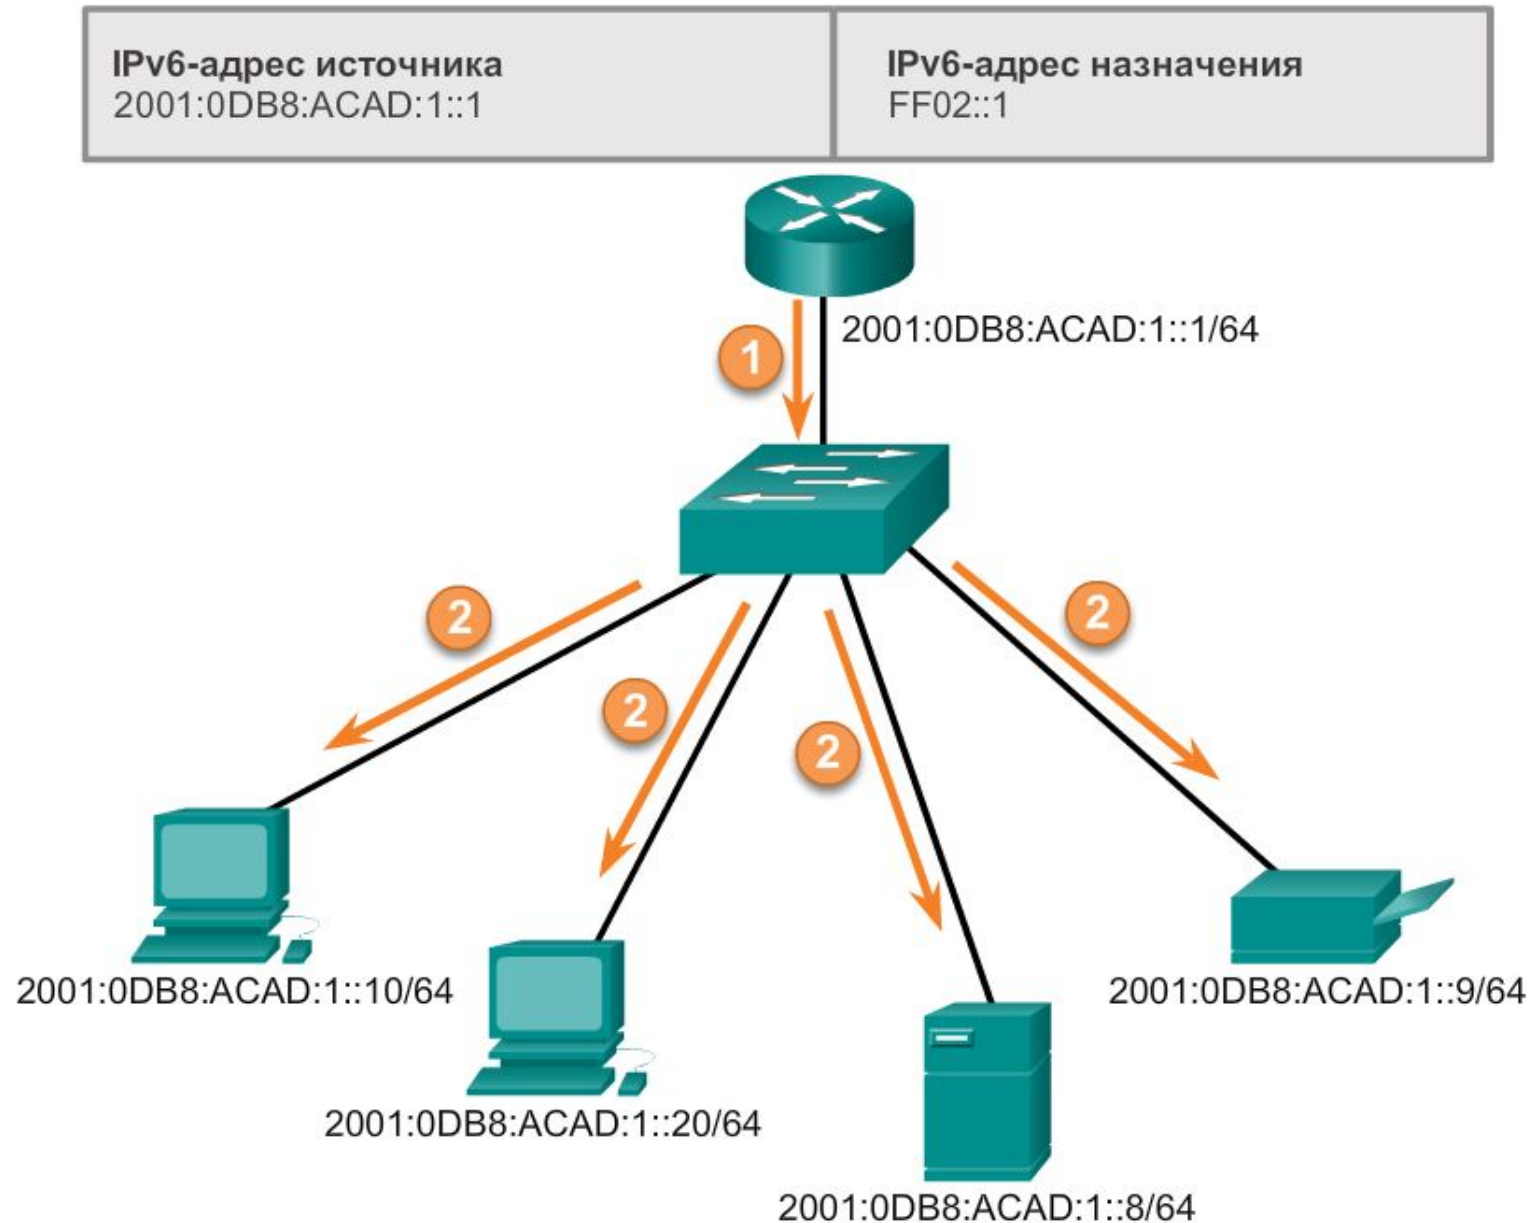 IPv6-адрес источника
2001:0DB8:ACAD:1::1
IPv6-адрес назначения
FF02::1
2001:0DB8:ACAD:1::1/64
1
2
2
2
2
2001:0DB8:ACAD:1::10/64
2001:0DB8:ACAD:1::20/64
2001:0DB8:ACAD:1::8/64
2001:0DB8:ACAD:1::9/64